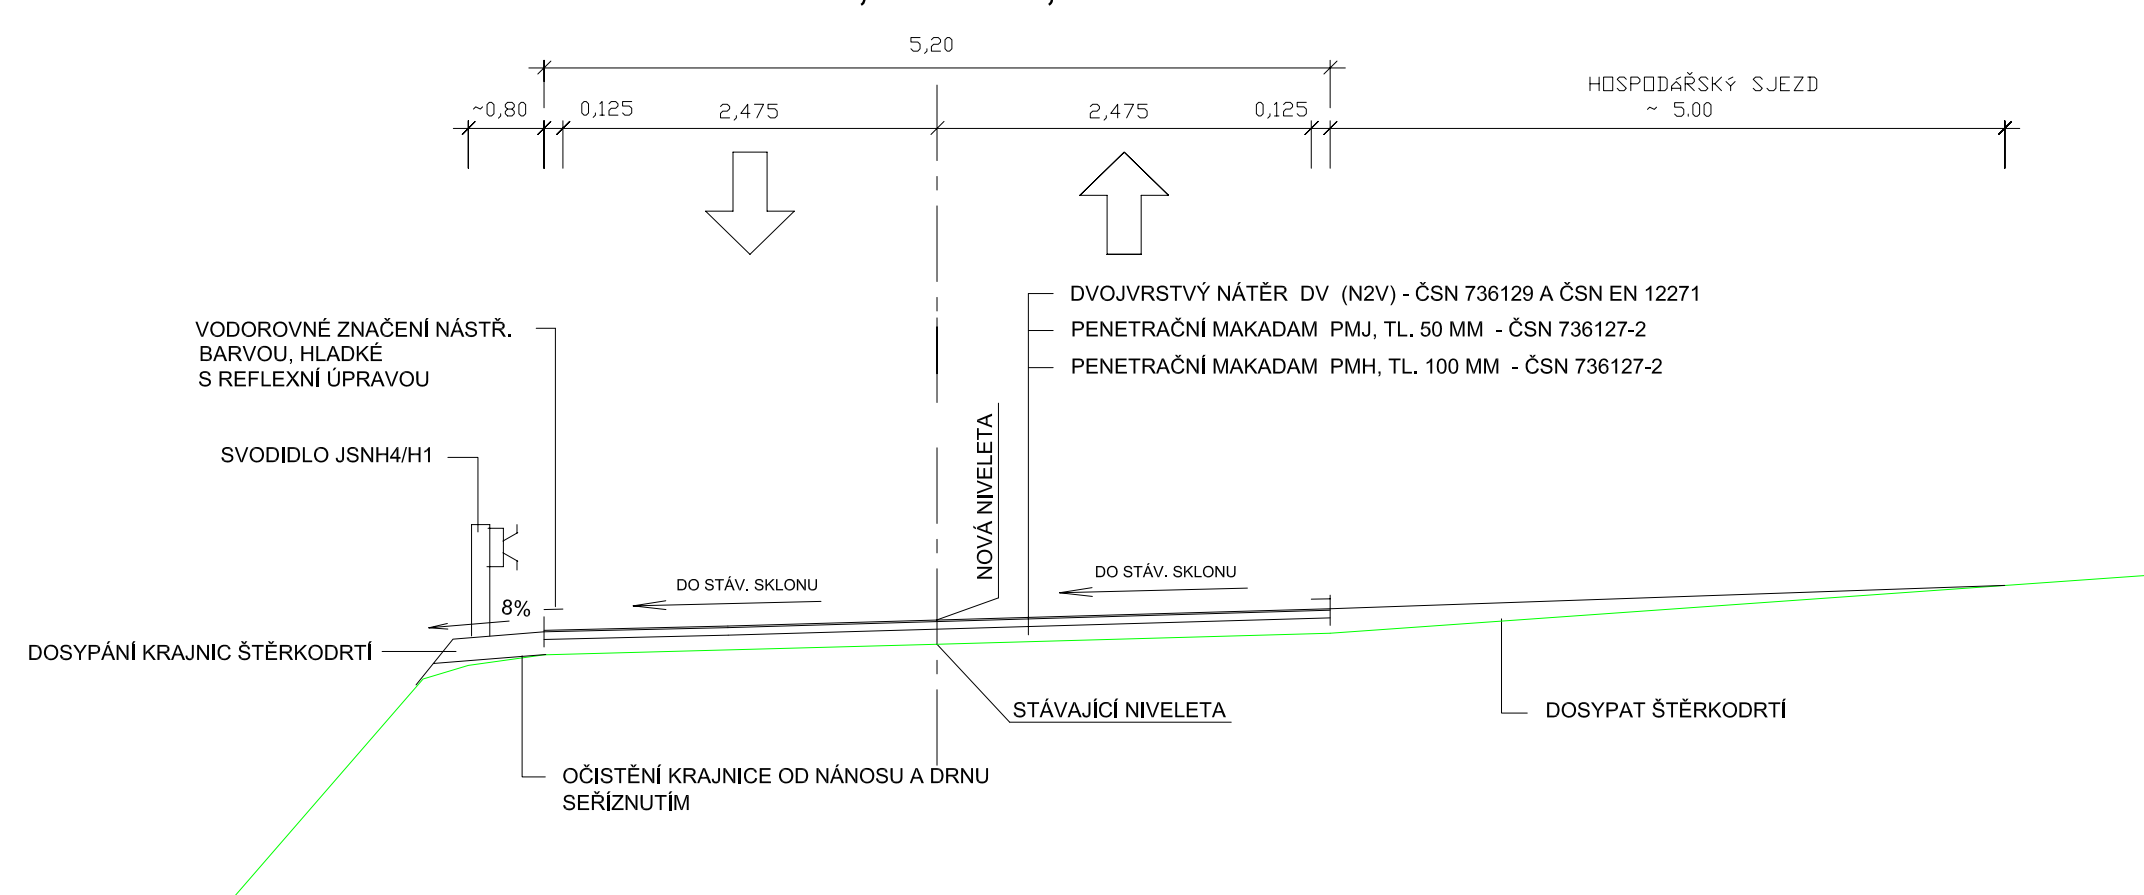 5,20
HOSPODÁŘSKÝ SJEZD
~ 5.00
~0,80
0,125
2,475
2,475
0,125
DVOJVRSTVÝ NÁTĚR DV (N2V) - ČSN 736129 A ČSN EN 12271
PENETRAČNÍ MAKADAM PMJ, TL. 50 MM - ČSN 736127-2
PENETRAČNÍ MAKADAM PMH, TL. 100 MM - ČSN 736127-2
VODOROVNÉ ZNAČENÍ NÁSTŘ.
BARVOU, HLADKÉ
S REFLEXNÍ ÚPRAVOU
SVODIDLO JSNH4/H1
NOVÁ NIVELETA
DO STÁV. SKLONU
DO STÁV. SKLONU
8%
DOSYPÁNÍ KRAJNIC ŠTĚRKODRTÍ
STÁVAJÍCÍ NIVELETA
DOSYPAT ŠTĚRKODRTÍ
OČISTĚNÍ KRAJNICE OD NÁNOSU A DRNU
SEŘÍZNUTÍM